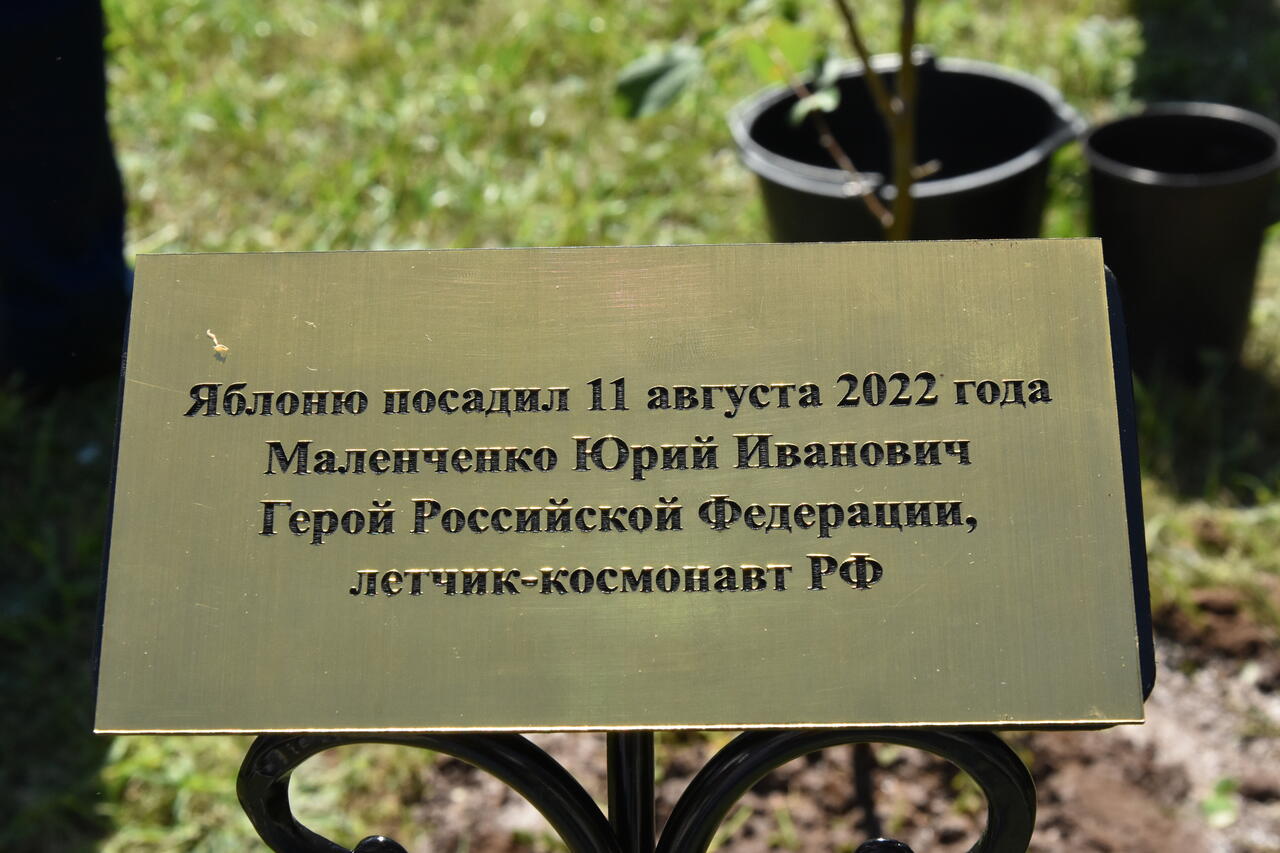 Яблоню посадил 11 августа 2022 года
Маленченко Юрий Иванович
Герой Российской Федерации,
летчик-космонавт РФ